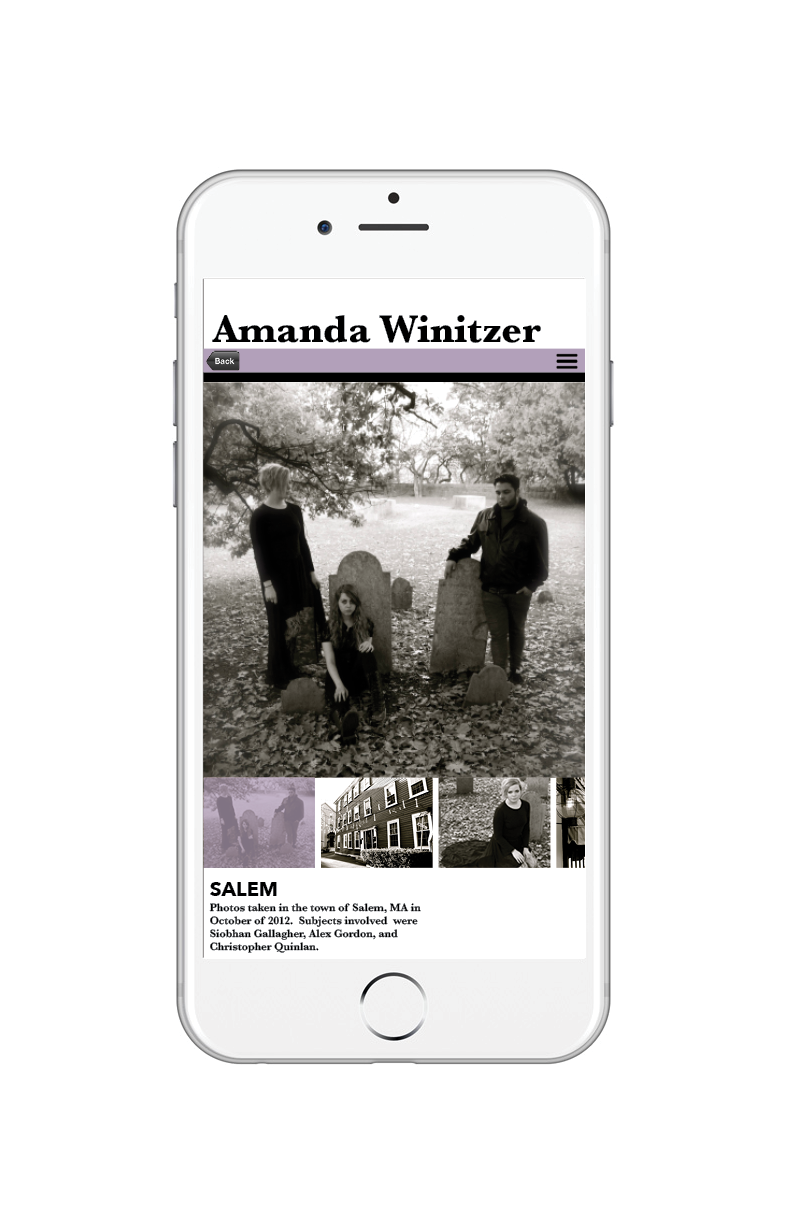 Amanda Winitzer
Back
SALEM
Photos taken in the town of Salem, MA in
October of 2012.  Subjects involved  were
Siobhan Gallagher, Alex Gordon, and
Christopher Quinlan.